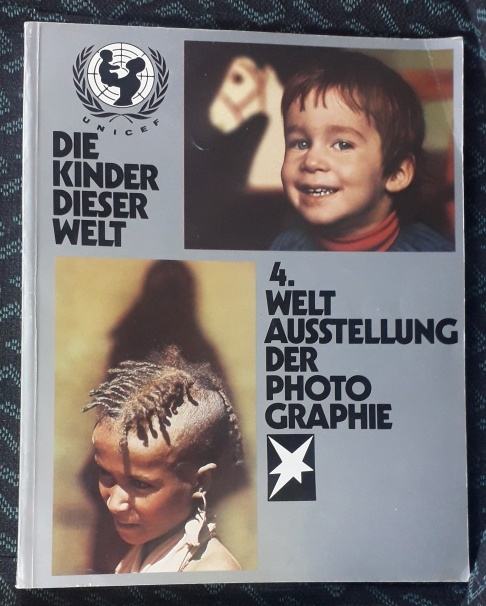 UNICEF
DIE
KINDER
DIESER
WELT
4.
WELT
AUSSTELLUNG
DER
PHOTO
GRAPHIE